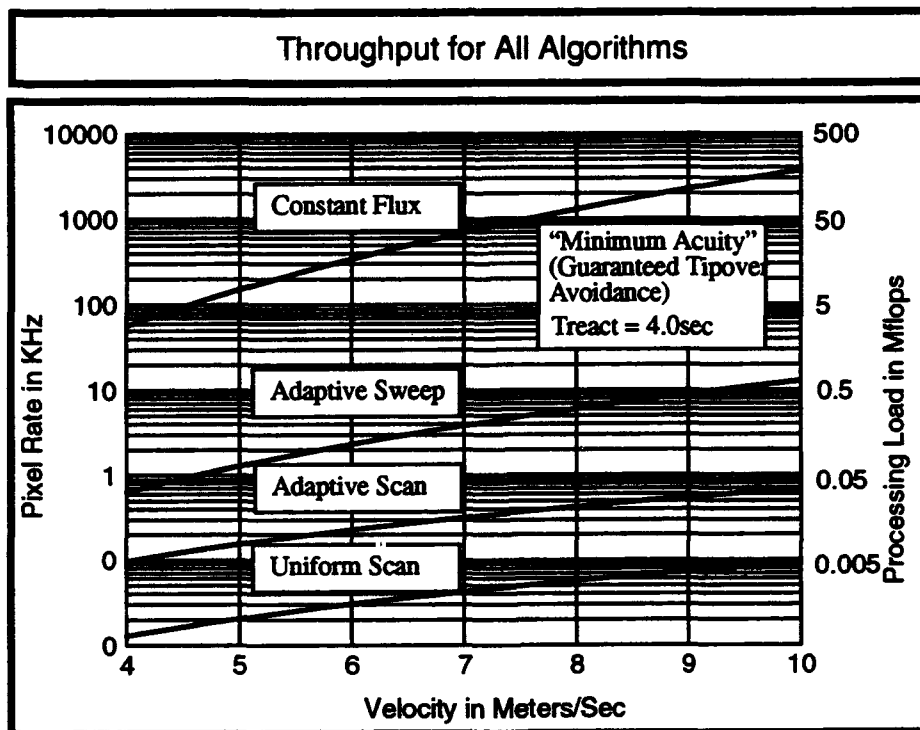 Throughput for All Algorithms
10000
1000
100
10
1
0
0
Pixel Rate in KHz
Constant Flux
"Minimum Acuity"
(Guaranteed Tipover
Avoidance)
Treact = 4.0sec
Adaptive Sweep
Adaptive Scan
Uniform Scan
500
50
5
0.5
0.05
0.005
Processing Load in Mflops
4
5
6
7
8
9
10
Velocity in Meters/Sec